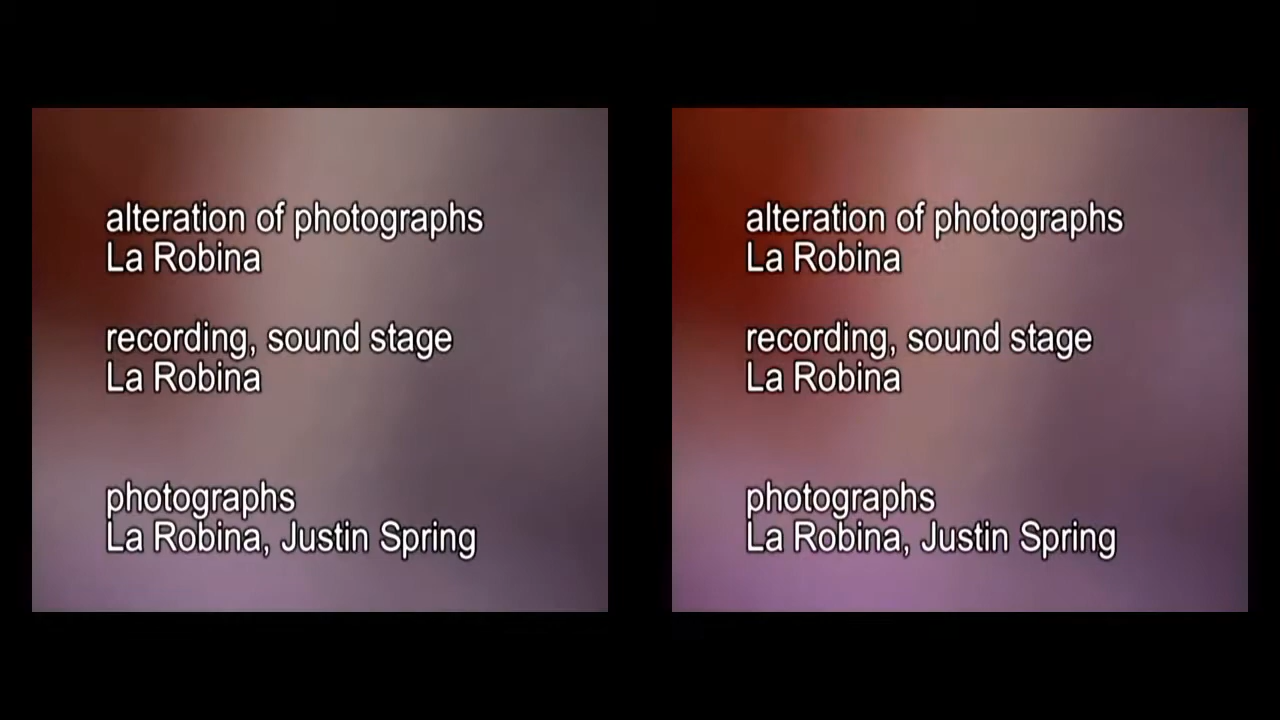 alteration of photographs
La Robina
recording, sound stage
La Robina
photographs
La Robina, Justin Spring
alteration of photographs
La Robina
recording, sound stage
La Robina
photographs
La Robina, Justin Spring